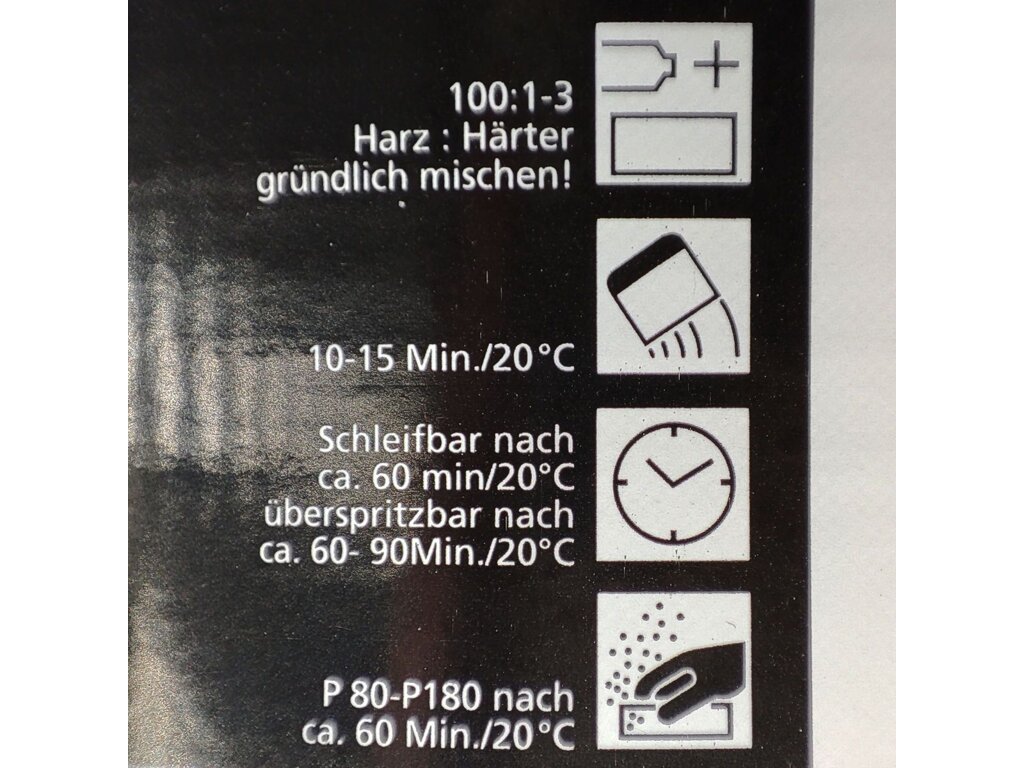 100:1-3
Harz : Härter
gründlich mischen!
10-15 Min./20°C
Schleifbar nach
ca. 60 min/20°C
überspritzbar nach
ca. 60- 90Min./20°C
P 80-P180 nach
ca. 60 Min./20°C